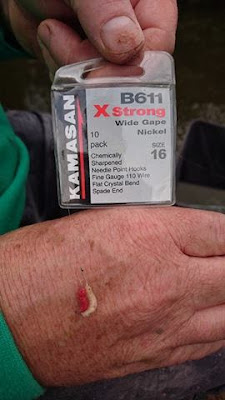 KAMASAN
B611
X Strong
Wide Gape
Nickel
10
pack
SIZE
16
Chemically
Sharpened
Needle Point Hooks
Fine Gauge 110 Wire
Flat Crystal Bend
Spade End